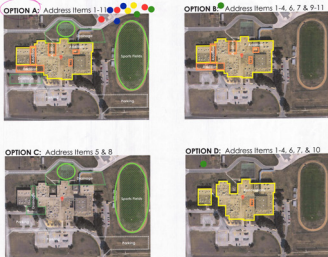 OPTION A: Address Items 1-11
OPTION B: Address Items 1-4, 6, 7 & 9-11
Sports Fields
Parking
OPTION C: Address Items 5 & 8
OPTION D: Address Items 1-4, 6, 7, & 10
Sports Fields
Parking
Parking